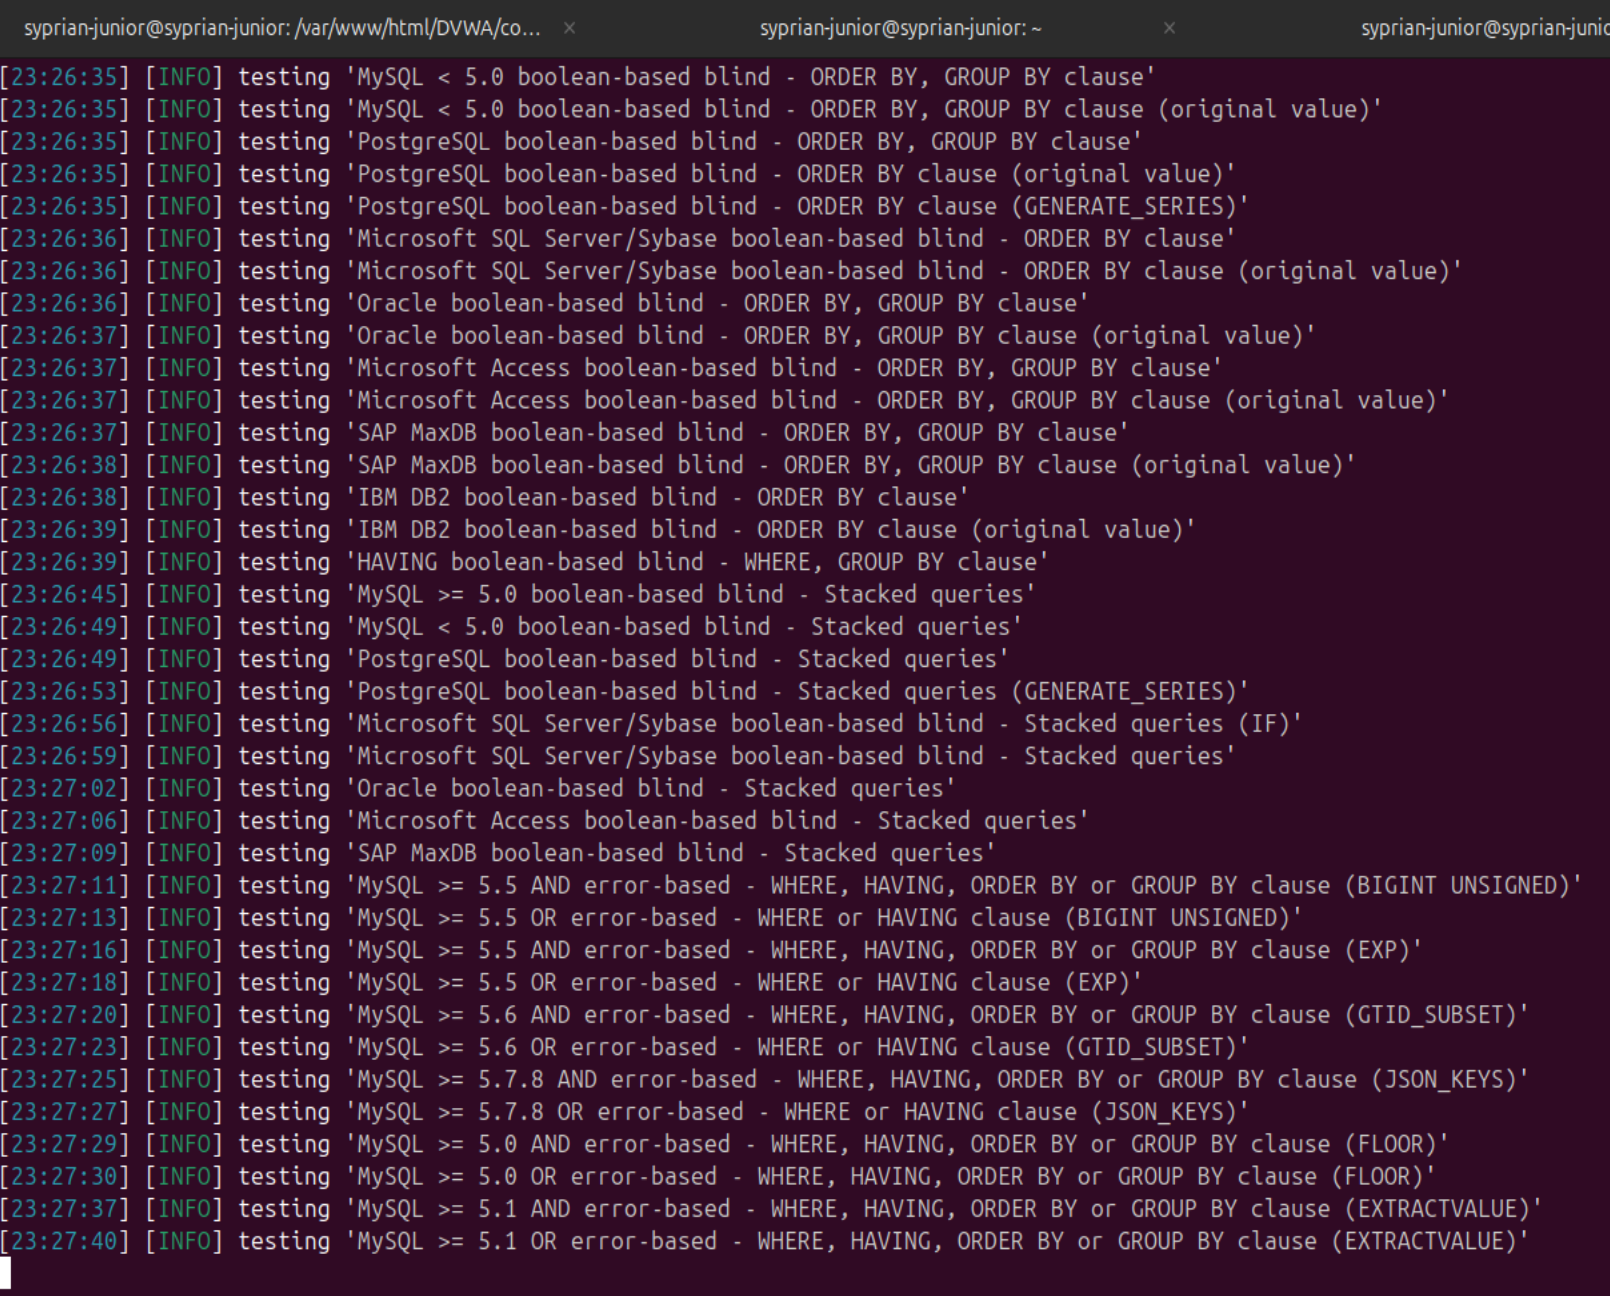 syprian-junior@syprian-junior: /var/www/html/DVWA/co... ×
syprian-junior@syprian-junior: ~ ×
syprian-junior@syprian-junio
[23:26:35] [INFO] testing 'MySQL < 5.0 boolean-based blind - ORDER BY, GROUP BY clause'
[23:26:35] [INFO] testing 'MySQL < 5.0 boolean-based blind - ORDER BY, GROUP BY clause (original value)'
[23:26:35] [INFO] testing 'PostgreSQL boolean-based blind - ORDER BY, GROUP BY clause'
[23:26:35] [INFO] testing 'PostgreSQL boolean-based blind - ORDER BY clause (original value)'
[23:26:35] [INFO] testing 'PostgreSQL boolean-based blind - ORDER BY clause (GENERATE_SERIES)'
[23:26:36] [INFO] testing 'Microsoft SQL Server/Sybase boolean-based blind - ORDER BY clause'
[23:26:36] [INFO] testing 'Microsoft SQL Server/Sybase boolean-based blind - ORDER BY clause (original value)'
[23:26:36] [INFO] testing 'Oracle boolean-based blind - ORDER BY, GROUP BY clause'
[23:26:37] [INFO] testing 'Oracle boolean-based blind - ORDER BY, GROUP BY clause (original value)'
[23:26:37] [INFO] testing 'Microsoft Access boolean-based blind - ORDER BY, GROUP BY clause'
[23:26:37] [INFO] testing 'Microsoft Access boolean-based blind - ORDER BY, GROUP BY clause (original value)'
[23:26:37] [INFO] testing 'SAP MaxDB boolean-based blind - ORDER BY, GROUP BY clause'
[23:26:38] [INFO] testing 'SAP MaxDB boolean-based blind - ORDER BY, GROUP BY clause (original value)'
[23:26:38] [INFO] testing 'IBM DB2 boolean-based blind - ORDER BY clause'
[23:26:39] [INFO] testing 'IBM DB2 boolean-based blind - ORDER BY clause (original value)'
[23:26:39] [INFO] testing 'HAVING boolean-based blind - WHERE, GROUP BY clause'
[23:26:45] [INFO] testing 'MySQL >= 5.0 boolean-based blind - Stacked queries'
[23:26:49] [INFO] testing 'MySQL < 5.0 boolean-based blind - Stacked queries'
[23:26:49] [INFO] testing 'PostgreSQL boolean-based blind - Stacked queries'
[23:26:53] [INFO] testing 'PostgreSQL boolean-based blind - Stacked queries (GENERATE_SERIES)'
[23:26:56] [INFO] testing 'Microsoft SQL Server/Sybase boolean-based blind - Stacked queries (IF)'
[23:26:59] [INFO] testing 'Microsoft SQL Server/Sybase boolean-based blind - Stacked queries'
[23:27:02] [INFO] testing 'Oracle boolean-based blind - Stacked queries'
[23:27:06] [INFO] testing 'Microsoft Access boolean-based blind - Stacked queries'
[23:27:09] [INFO] testing 'SAP MaxDB boolean-based blind - Stacked queries'
[23:27:11] [INFO] testing 'MySQL >= 5.5 AND error-based - WHERE, HAVING, ORDER BY or GROUP BY clause (BIGINT UNSIGNED)'
[23:27:13] [INFO] testing 'MySQL >= 5.5 OR error-based - WHERE or HAVING clause (BIGINT UNSIGNED)'
[23:27:16] [INFO] testing 'MySQL >= 5.5 AND error-based - WHERE, HAVING, ORDER BY or GROUP BY clause (EXP)'
[23:27:18] [INFO] testing 'MySQL >= 5.5 OR error-based - WHERE or HAVING clause (EXP)'
[23:27:20] [INFO] testing 'MySQL >= 5.6 AND error-based - WHERE, HAVING, ORDER BY or GROUP BY clause (GTID_SUBSET)'
[23:27:23] [INFO] testing 'MySQL >= 5.6 OR error-based - WHERE or HAVING clause (GTID_SUBSET)'
[23:27:25] [INFO] testing 'MySQL >= 5.7.8 AND error-based - WHERE, HAVING, ORDER BY or GROUP BY clause (JSON_KEYS)'
[23:27:27] [INFO] testing 'MySQL >= 5.7.8 OR error-based - WHERE or HAVING clause (JSON_KEYS)'
[23:27:29] [INFO] testing 'MySQL >= 5.0 AND error-based - WHERE, HAVING, ORDER BY or GROUP BY clause (FLOOR)'
[23:27:30] [INFO] testing 'MySQL >= 5.0 OR error-based - WHERE, HAVING, ORDER BY or GROUP BY clause (FLOOR)'
[23:27:37] [INFO] testing 'MySQL >= 5.1 AND error-based - WHERE, HAVING, ORDER BY or GROUP BY clause (EXTRACTVALUE)'
[23:27:40] [INFO] testing 'MySQL >= 5.1 OR error-based - WHERE, HAVING, ORDER BY or GROUP BY clause (EXTRACTVALUE)'